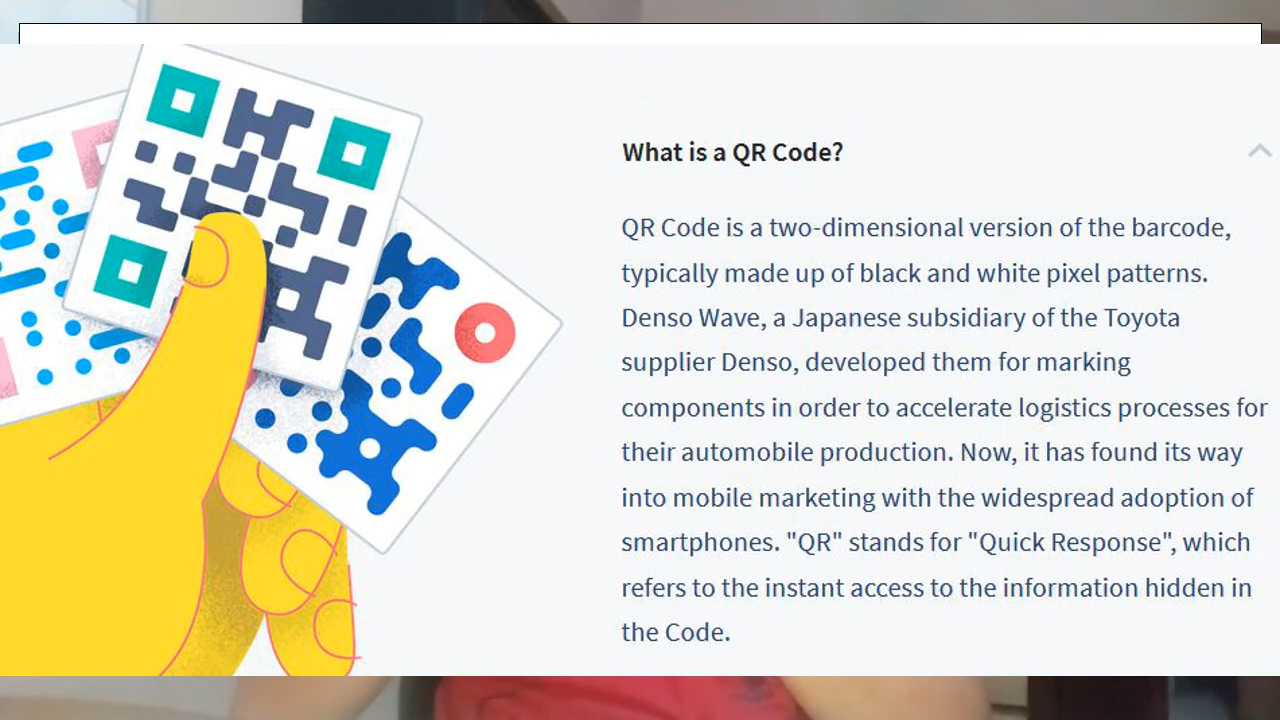 What is a QR Code?
QR Code is a two-dimensional version of the barcode,
typically made up of black and white pixel patterns.
Denso Wave, a Japanese subsidiary of the Toyota
supplier Denso, developed them for marking
components in order to accelerate logistics processes for
their automobile production. Now, it has found its way
into mobile marketing with the widespread adoption of
smartphones. "QR" stands for "Quick Response", which
refers to the instant access to the information hidden in
the Code.